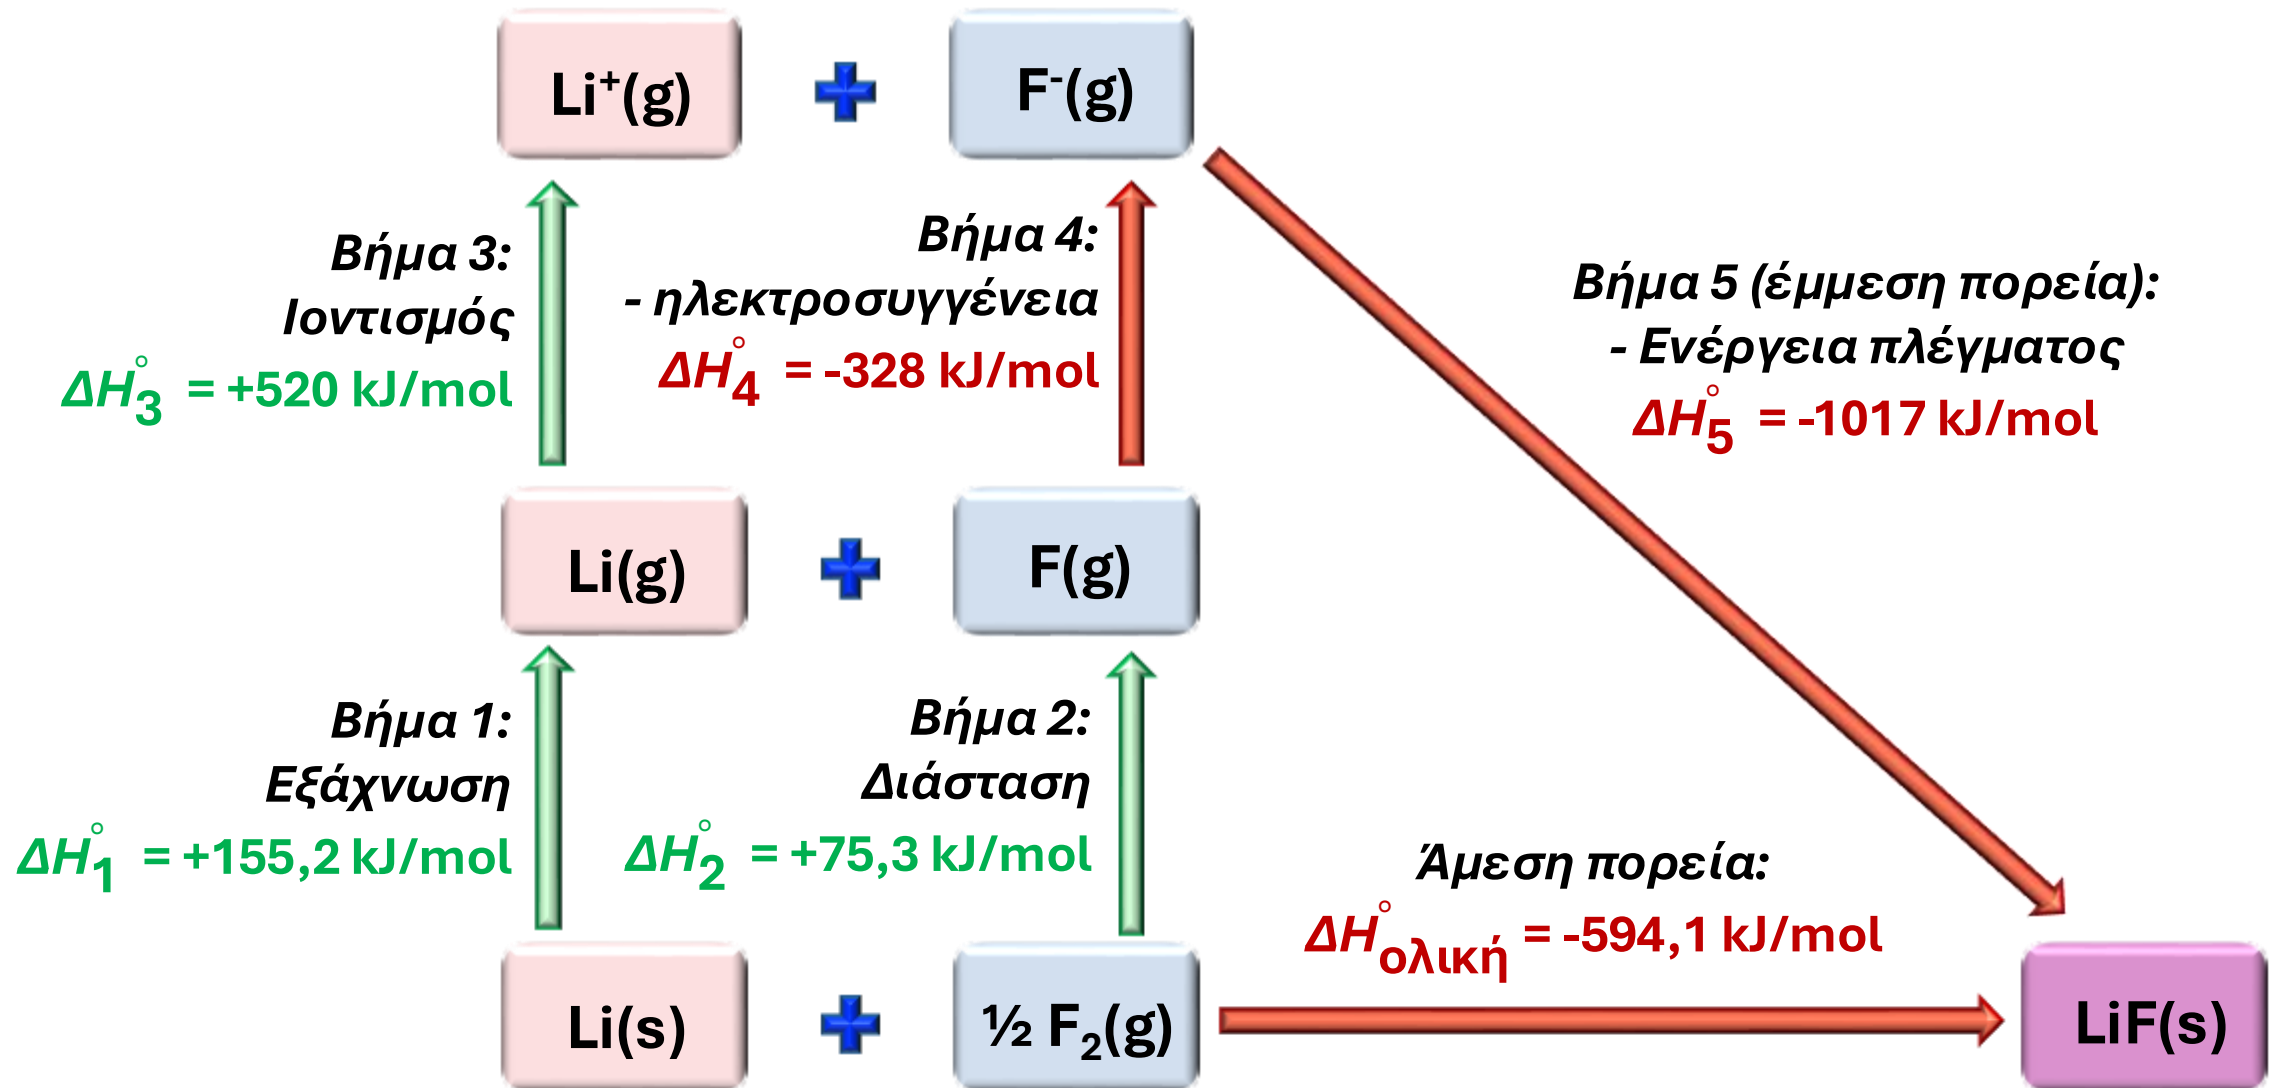 Li⁺(g)
F⁻(g)
Βήμα 3:
Ιοντισμός
ΔH°₃ = +520 kJ/mol
Βήμα 4:
- ηλεκτροσυγγένεια
ΔH°₄ = -328 kJ/mol
Βήμα 5 (έμμεση πορεία):
- Ενέργεια πλέγματος
ΔH°₅ = -1017 kJ/mol
Li(g)
F(g)
Βήμα 1:
Εξάχνωση
ΔH°₁ = +155,2 kJ/mol
Βήμα 2:
Διάσταση
ΔH°₂ = +75,3 kJ/mol
Άμεση πορεία:
ΔH°ολική = -594,1 kJ/mol
Li(s)
½ F₂(g)
LiF(s)